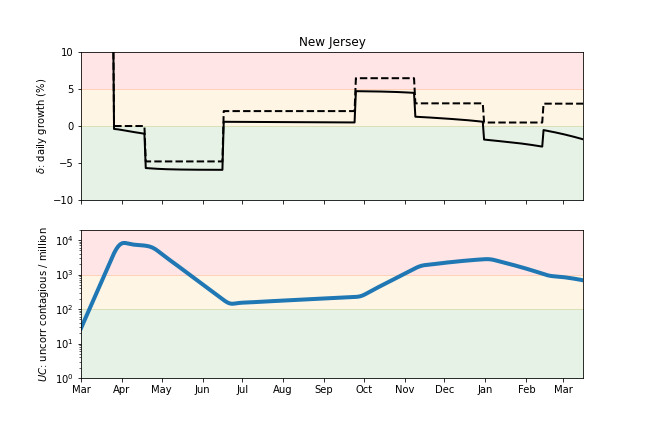 New Jersey
δ: daily growth (%)
10
5
0
−5
−10
UC: uncorr contagious / million
10⁴
10³
10²
10¹
10⁰
Mar Apr May Jun Jul Aug Sep Oct Nov Dec Jan Feb Mar